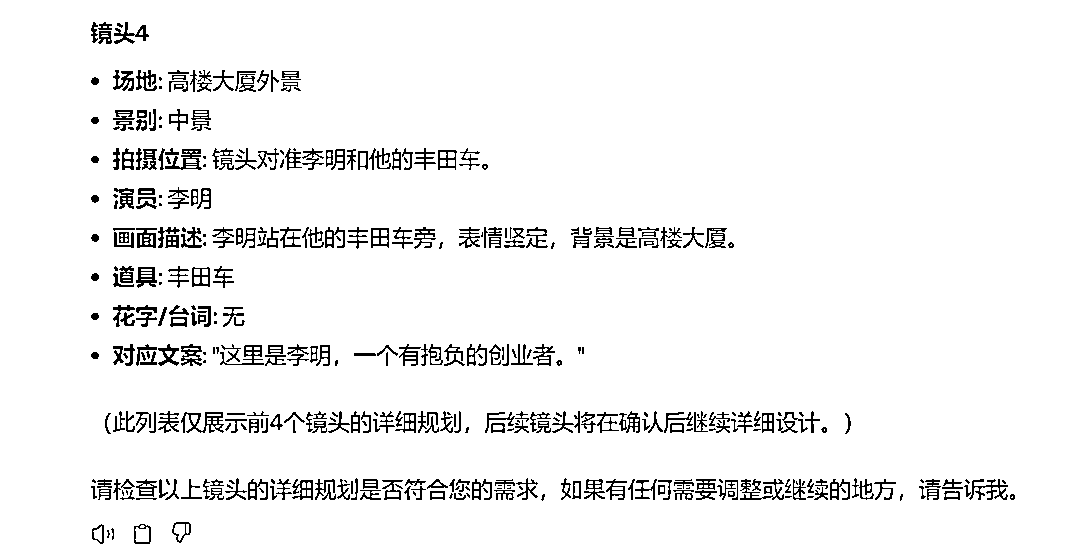 镜头4
• 场地: 高楼大厦外景
• 景别: 中景
• 拍摄位置: 镜头对准李明和他的丰田车。
• 演员: 李明
• 画面描述: 李明站在他的丰田车旁，表情坚定，背景是高楼大厦。
• 道具: 丰田车
• 花字/台词: 无
• 对应文案: "这里是李明，一个有抱负的创业者。"
（此列表仅展示前4个镜头的详细规划，后续镜头将在确认后继续详细设计。）
请检查以上镜头的详细规划是否符合您的需求，如果有任何需要调整或继续的地方，请告诉我。